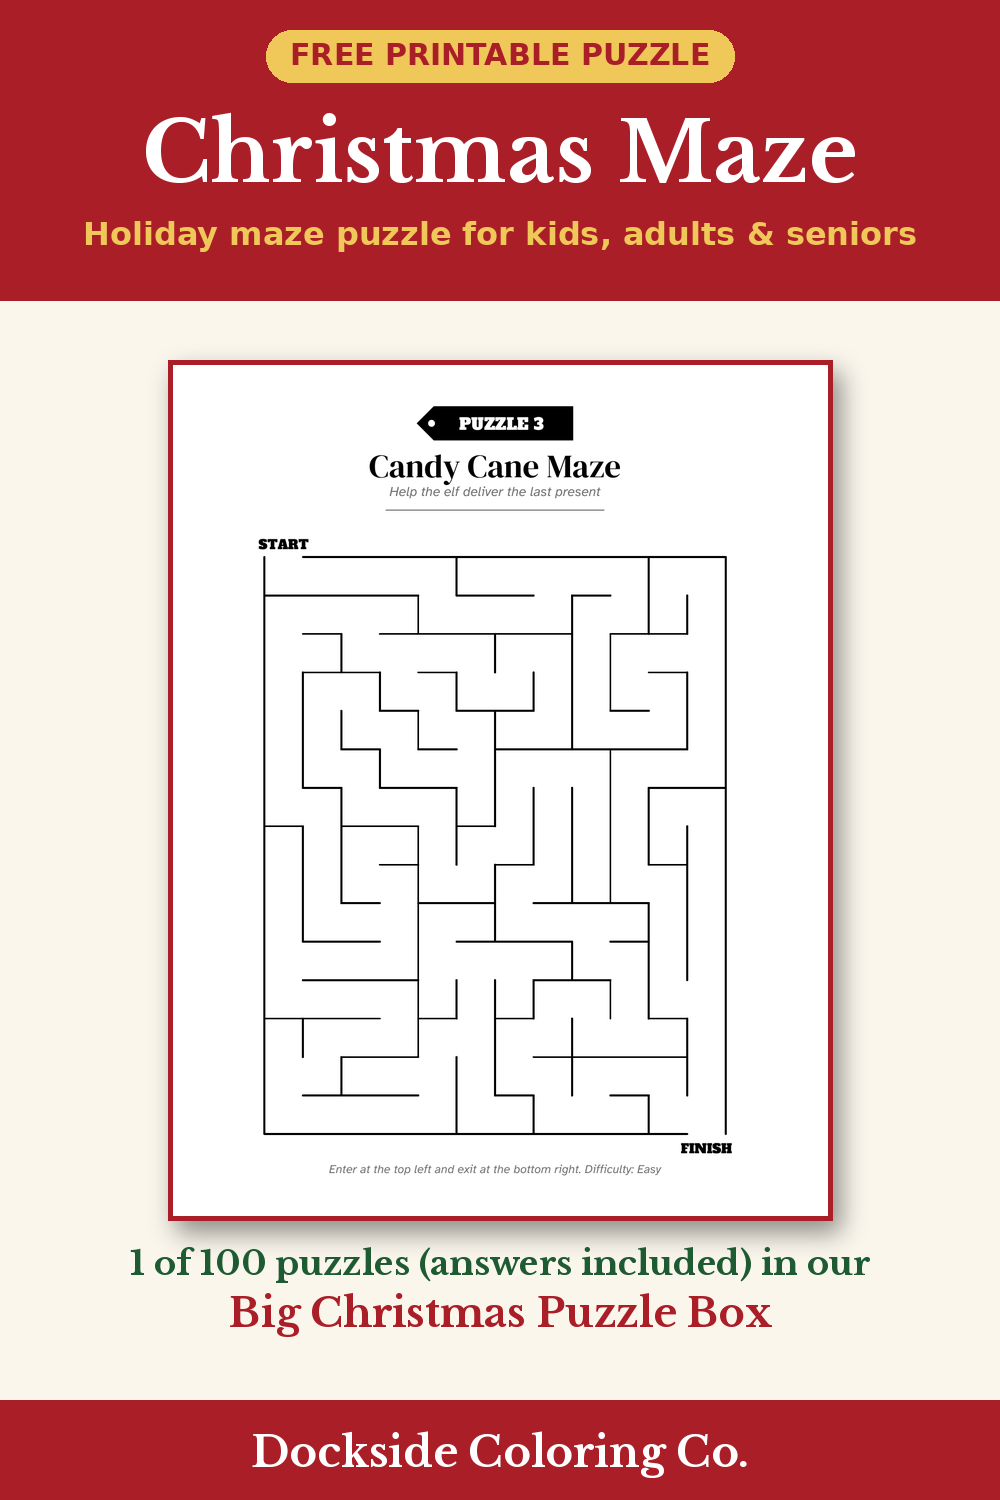 FREE PRINTABLE PUZZLE
Christmas Maze
Holiday maze puzzle for kids, adults & seniors
PUZZLE 3
Candy Cane Maze
Help the elf deliver the last present
START
FINISH
Enter at the top left and exit at the bottom right. Difficulty: Easy
1 of 100 puzzles (answers included) in our
Big Christmas Puzzle Box
Dockside Coloring Co.